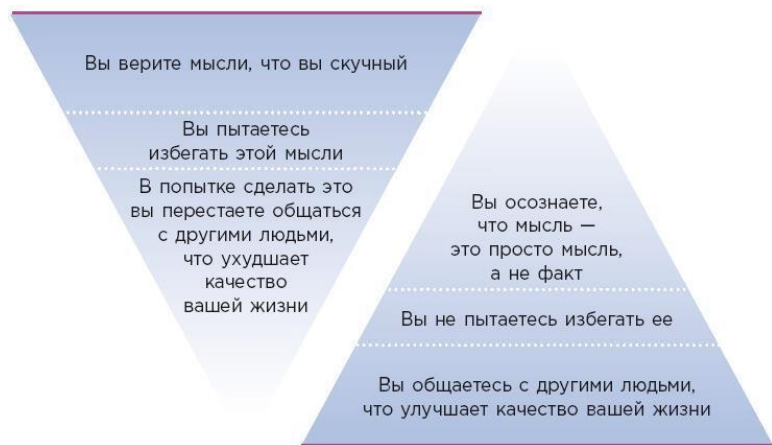 Вы верите мысли, что вы скучный
Вы пытаетесь
избегать этой мысли
В попытке сделать это
вы перестаете общаться
с другими людьми,
что ухудшает
качество
вашей жизни
Вы осознаете,
что мысль —
это просто мысль,
а не факт
Вы не пытаетесь избегать ее
Вы общаетесь с другими людьми,
что улучшает качество вашей жизни